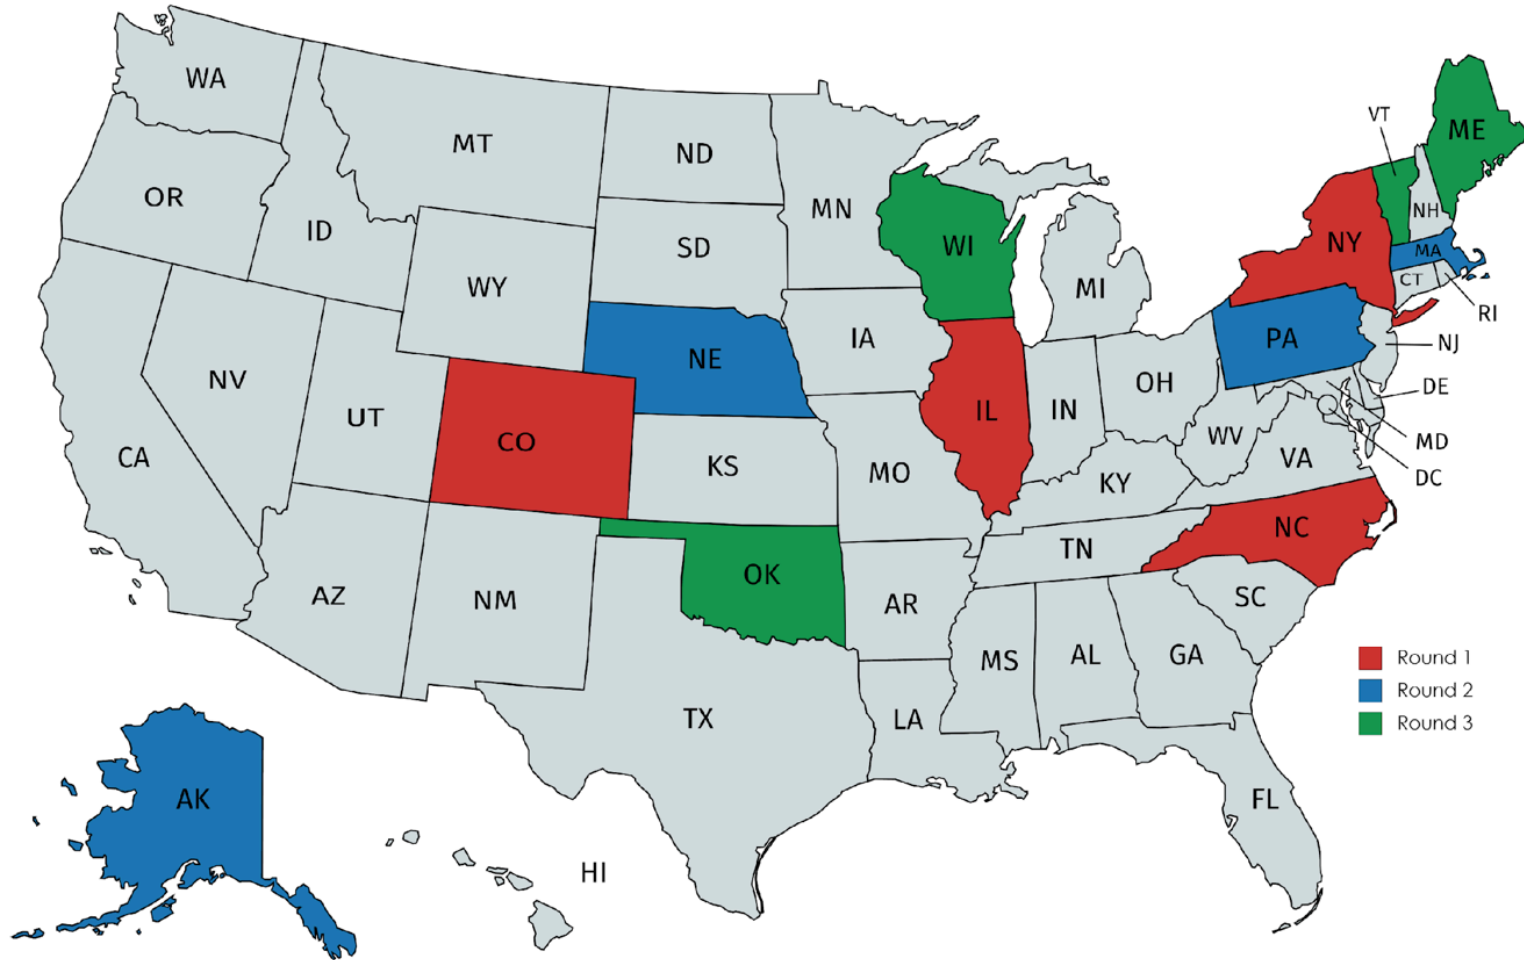 WA
MT
ND
MN
VT
ME
OR
ID
SD
WI
NH
WY
MI
NY
MA
CT
RI
NE
IA
PA
NJ
NV
UT
CO
IL
IN
OH
DE
CA
KS
MO
KY
WV
VA
MD
DC
AZ
NM
OK
AR
TN
NC
SC
MS
AL
GA
TX
LA
FL
Round 1
Round 2
Round 3
AK
HI